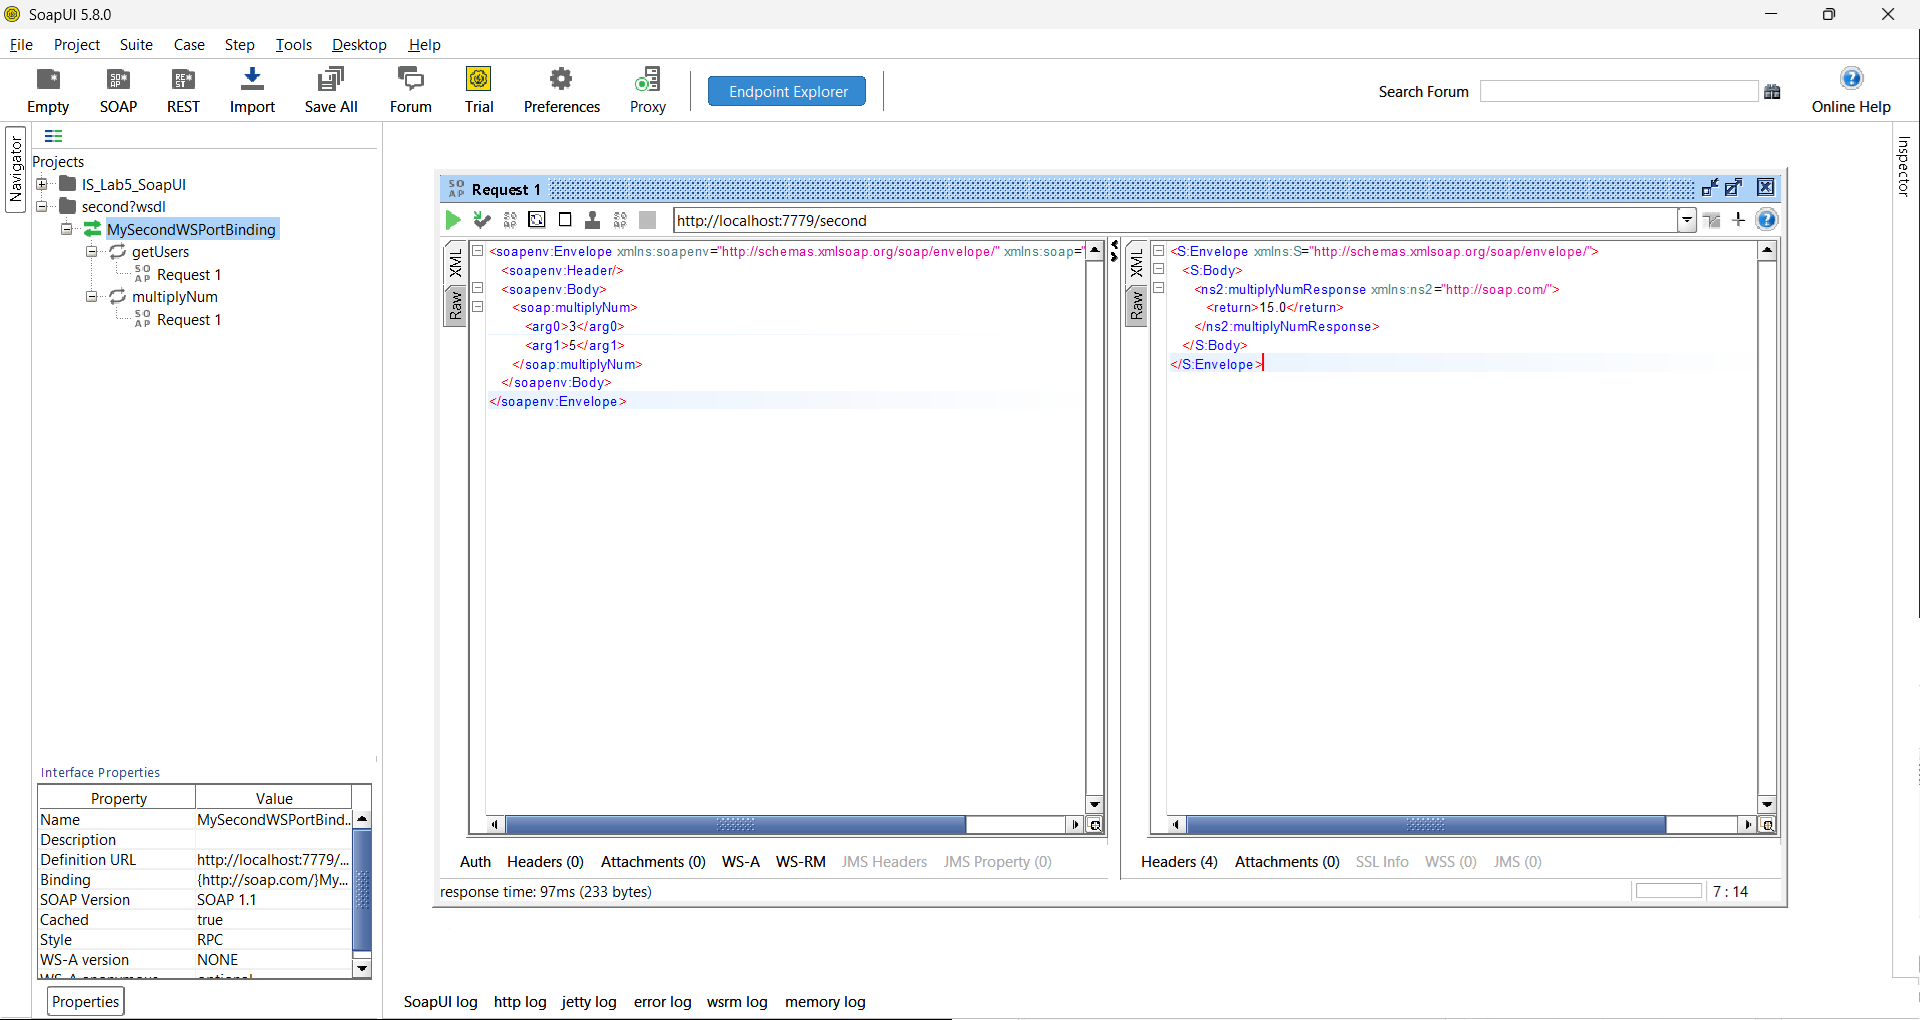 SoapUI 5.8.0
File Project Suite Case Step Tools Desktop Help
Empty SOAP REST Import Save All Forum Trial Preferences Proxy
Endpoint Explorer
Search Forum
Online Help
Navigator
Projects
IS_Lab5_SoapUI
second?wsdl
MySecondWSPortBinding
getUsers
SO AP Request 1
multiplyNum
SO AP Request 1
Interface Properties
Property Value
Name MySecondWSPortBind...
Description
Definition URL http://localhost:7779/...
Binding {http://soap.com/}My...
SOAP Version SOAP 1.1
Cached true
Style RPC
WS-A version NONE
WS-A anonymous optional
Properties
SO AP Request 1
http://localhost:7779/second
XML
Raw
<soapenv:Envelope xmlns:soapenv="http://schemas.xmlsoap.org/soap/envelope/" xmlns:soap="
<soapenv:Header/>
<soapenv:Body>
<soap:multiplyNum>
<arg0>3</arg0>
<arg1>5</arg1>
</soap:multiplyNum>
</soapenv:Body>
</soapenv:Envelope>
XML
Raw
<S:Envelope xmlns:S="http://schemas.xmlsoap.org/soap/envelope/">
<S:Body>
<ns2:multiplyNumResponse xmlns:ns2="http://soap.com/">
<return>15.0</return>
</ns2:multiplyNumResponse>
</S:Body>
</S:Envelope>
Auth Headers (0) Attachments (0) WS-A WS-RM JMS Headers JMS Property (0)
Headers (4) Attachments (0) SSL Info WSS (0) JMS (0)
response time: 97ms (233 bytes)
7 : 14
Inspector
SoapUI log http log jetty log error log wsrm log memory log